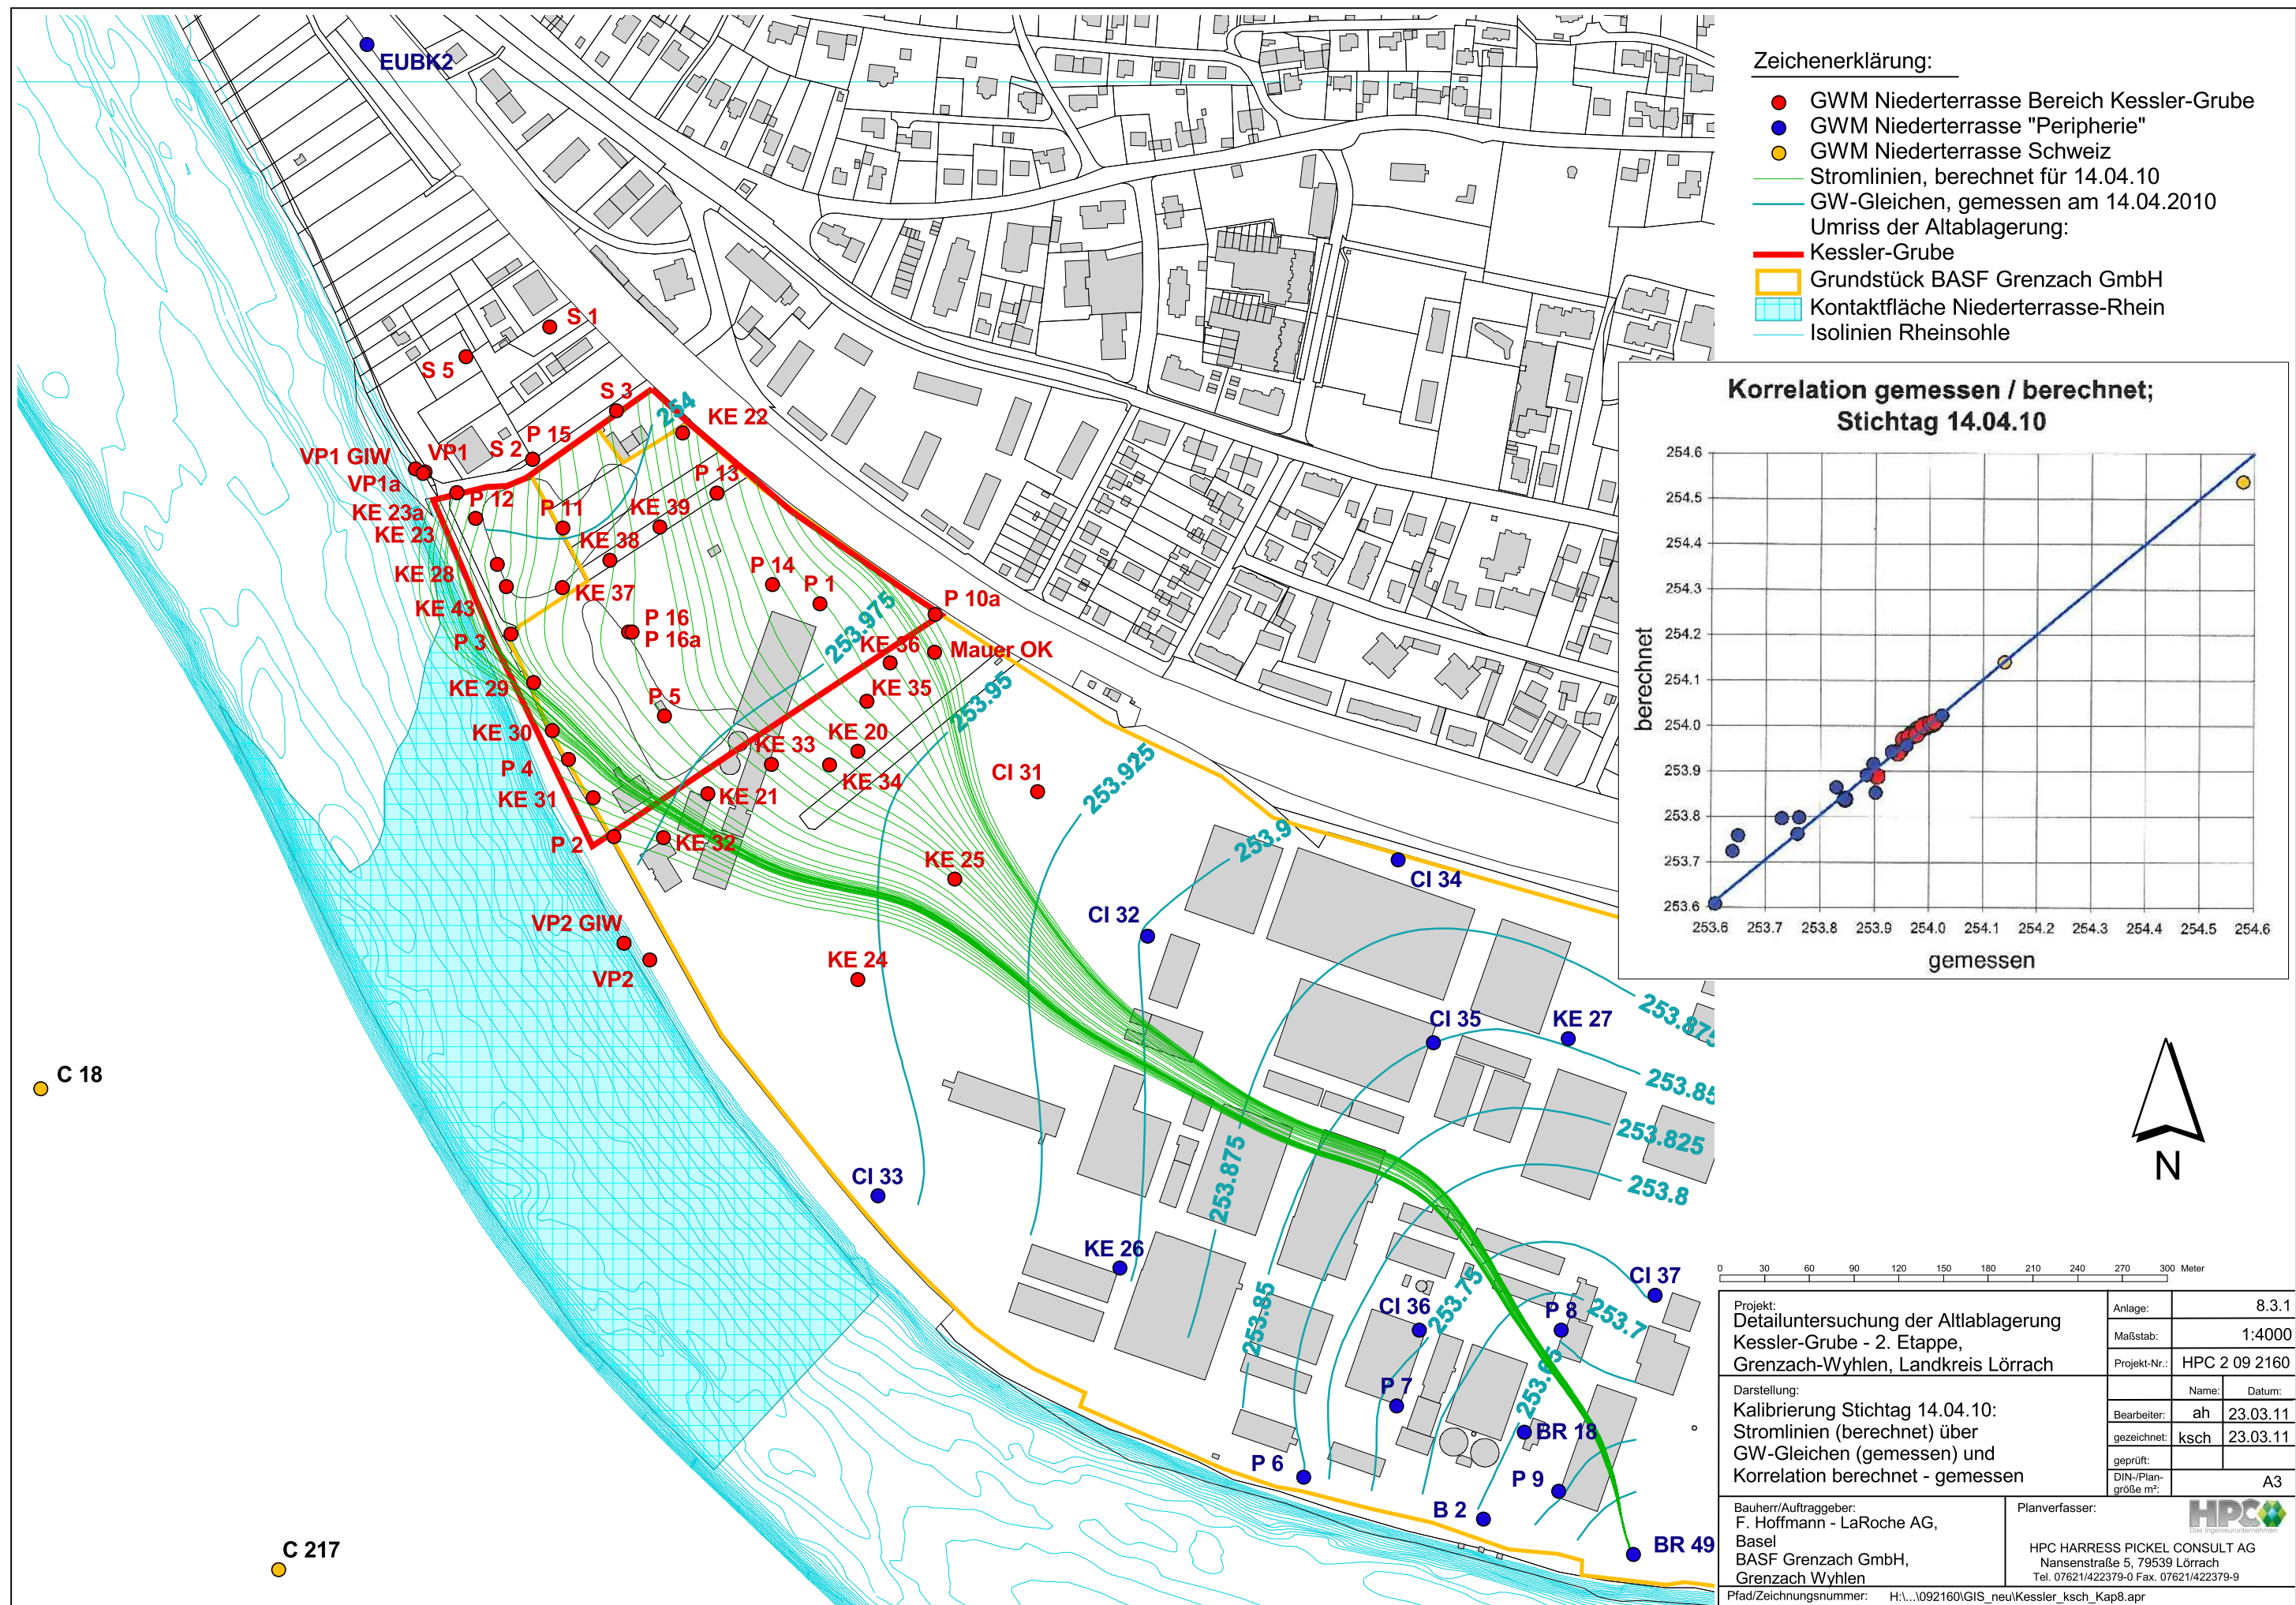 EUBK2
S 1
S 5
S 3
254
KE 22
P 15
S 2
VP1
VP1 GIW
VP1a
P 12
P 13
KE 23a
P 11
KE 39
KE 23
KE 38
KE 28
P 14
KE 37
P 1
P 10a
KE 43
253.975
P 16
P 3
P 16a
KE 36
Mauer OK
KE 29
P 5
KE 35
253.95
KE 30
KE 20
KE 33
253.925
P 4
CI 31
KE 34
KE 31
KE 21
253.9
P 2
KE 32
KE 25
CI 34
CI 32
VP2 GIW
KE 24
VP2
253.875
CI 35
KE 27
C 18
253.85
253.825
253.875
CI 33
253.8
KE 26
CI 37
253.75
CI 36
P 8
253.7
253.85
253.65
P 7
BR 18
P 6
P 9
B 2
C 217
BR 49
Zeichenerklärung:
GWM Niederterrasse Bereich Kessler-Grube
GWM Niederterrasse "Peripherie"
GWM Niederterrasse Schweiz
Stromlinien, berechnet für 14.04.10
GW-Gleichen, gemessen am 14.04.2010
Umriss der Altablagerung:
Kessler-Grube
Grundstück BASF Grenzach GmbH
Kontaktfläche Niederterrasse-Rhein
Isolinien Rheinsohle
Korrelation gemessen / berechnet;
Stichtag 14.04.10
254.6
254.5
254.4
254.3
254.2
254.1
254.0
253.9
253.8
253.7
253.6
berechnet
253.6 253.7 253.8 253.9 254.0 254.1 254.2 254.3 254.4 254.5 254.6
gemessen
N
0 30 60 90 120 150 180 210 240 270 300 Meter
Projekt:
Detailuntersuchung der Altlablagerung
Kessler-Grube - 2. Etappe,
Grenzach-Wyhlen, Landkreis Lörrach
Anlage: 8.3.1
Maßstab: 1:4000
Projekt-Nr.: HPC 2 09 2160
Darstellung:
Kalibrierung Stichtag 14.04.10:
Stromlinien (berechnet) über
GW-Gleichen (gemessen) und
Korrelation berechnet - gemessen
Name: Datum:
Bearbeiter: ah 23.03.11
gezeichnet: ksch 23.03.11
geprüft:
DIN-/Plan-
größe m²: A3
Bauherr/Auftraggeber:
F. Hoffmann - LaRoche AG,
Basel
BASF Grenzach GmbH,
Grenzach Wyhlen
Planverfasser:
HPC
Das Ingenieurunternehmen
HPC HARRESS PICKEL CONSULT AG
Nansenstraße 5, 79539 Lörrach
Tel. 07621/422379-0 Fax. 07621/422379-9
Pfad/Zeichnungsnummer: H:\...\092160\GIS_neu\Kessler_ksch_Kap8.apr